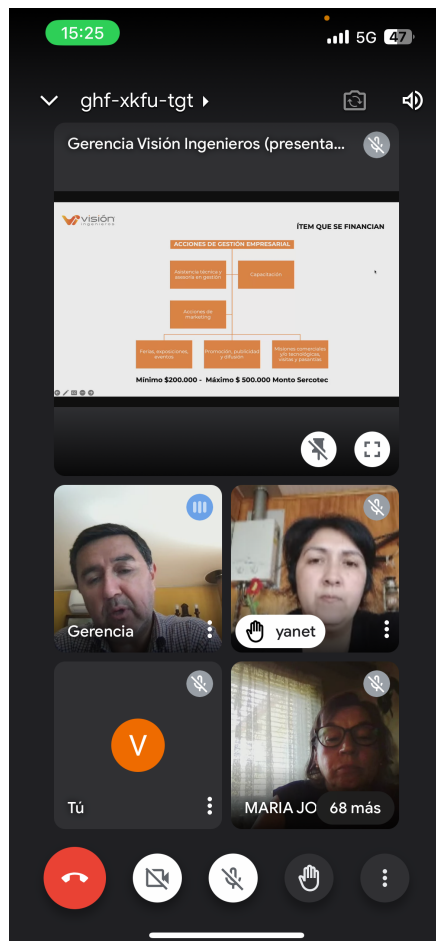 15:25
5G 47
ghf-xkfu-tgt
Gerencia Visión Ingenieros (presenta...
visión
ingenieros
ÍTEM QUE SE FINANCIAN
ACCIONES DE GESTIÓN EMPRESARIAL
Asistencia técnica y
asesoría en gestión
Capacitación
Acciones de
marketing
Ferias, exposiciones,
eventos
Promoción, publicidad
y difusión
Misiones comerciales
y/o tecnológicas,
visitas y pasantías
Mínimo $200.000 - Máximo $ 500.000 Monto Sercotec
Gerencia
yanet
V
Tú
MARIA JO
68 más